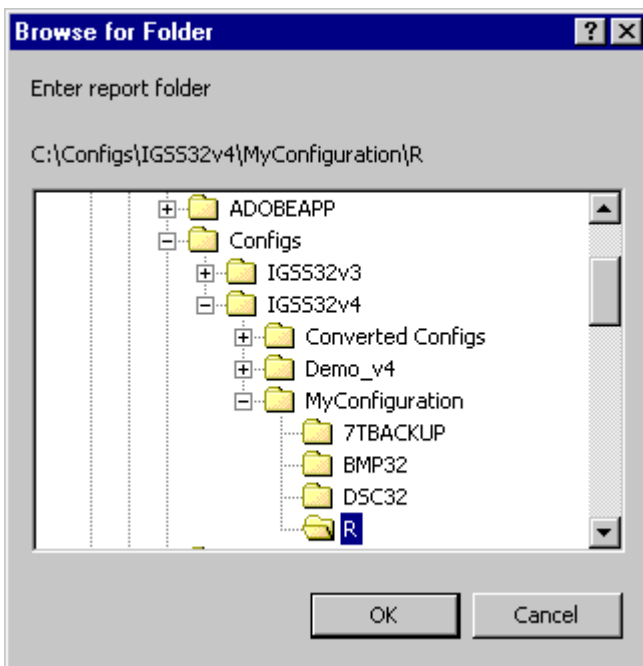 Browse for Folder
Enter report folder
C:\Configs\IGSS32v4\MyConfiguration\R
ADOBEAPP
Configs
IGSS32v3
IGSS32v4
Converted Configs
Demo_v4
MyConfiguration
7TBACKUP
BMP32
DSC32
R
OK Cancel